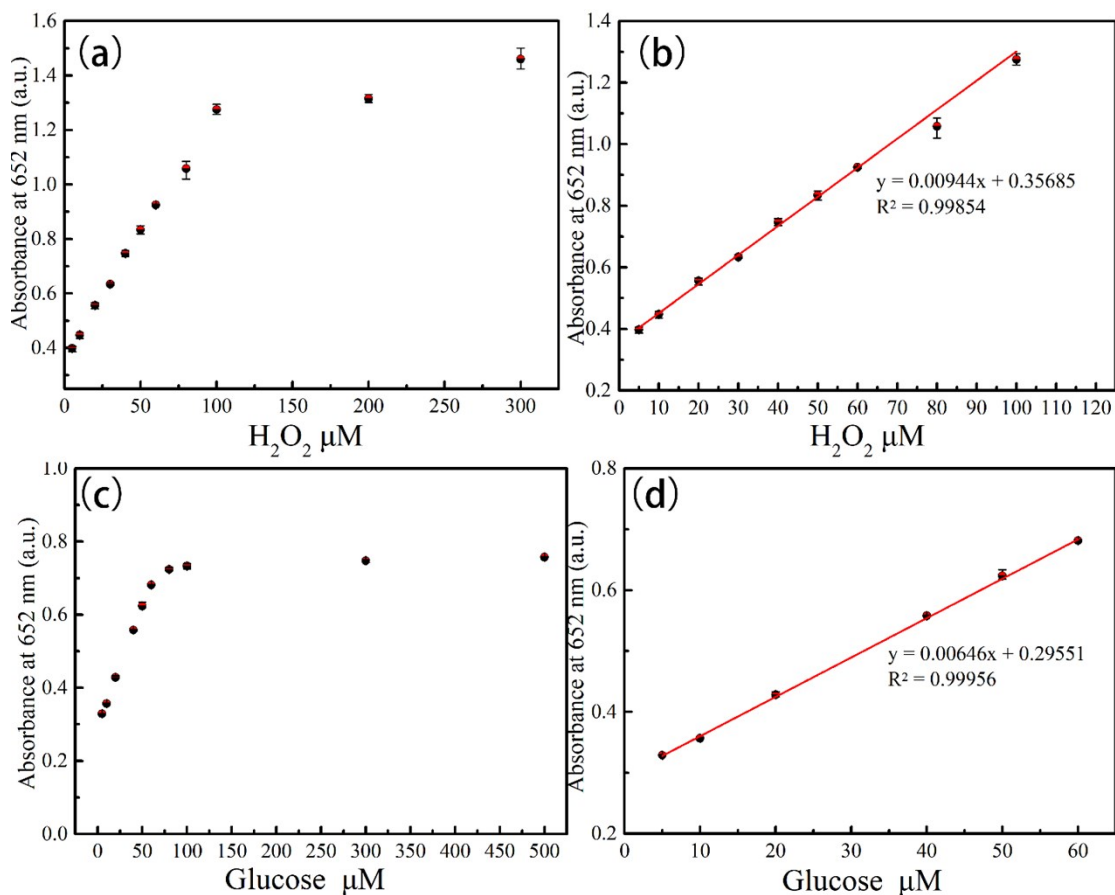 (a)
1.6
1.4
1.2
1.0
0.8
0.6
0.4
Absorbance at 652 nm (a.u.)
0 50 100 150 200 250 300
H₂O₂ μM
(b)
1.4
1.2
1.0
0.8
0.6
0.4
0.2
Absorbance at 652 nm (a.u.)
y = 0.00944x + 0.35685
R² = 0.99854
10 20 30 40 50 60 70 80 90 100 110 120
H₂O₂ μM
(c)
1.0
0.8
0.6
0.4
0.2
0.0
Absorbance at 652 nm (a.u.)
0 50 100 150 200 250 300 350 400 450 500
Glucose μM
(d)
0.8
0.6
0.4
0.2
Absorbance at 652 nm (a.u.)
y = 0.00646x + 0.29551
R² = 0.99956
0 10 20 30 40 50 60
Glucose μM